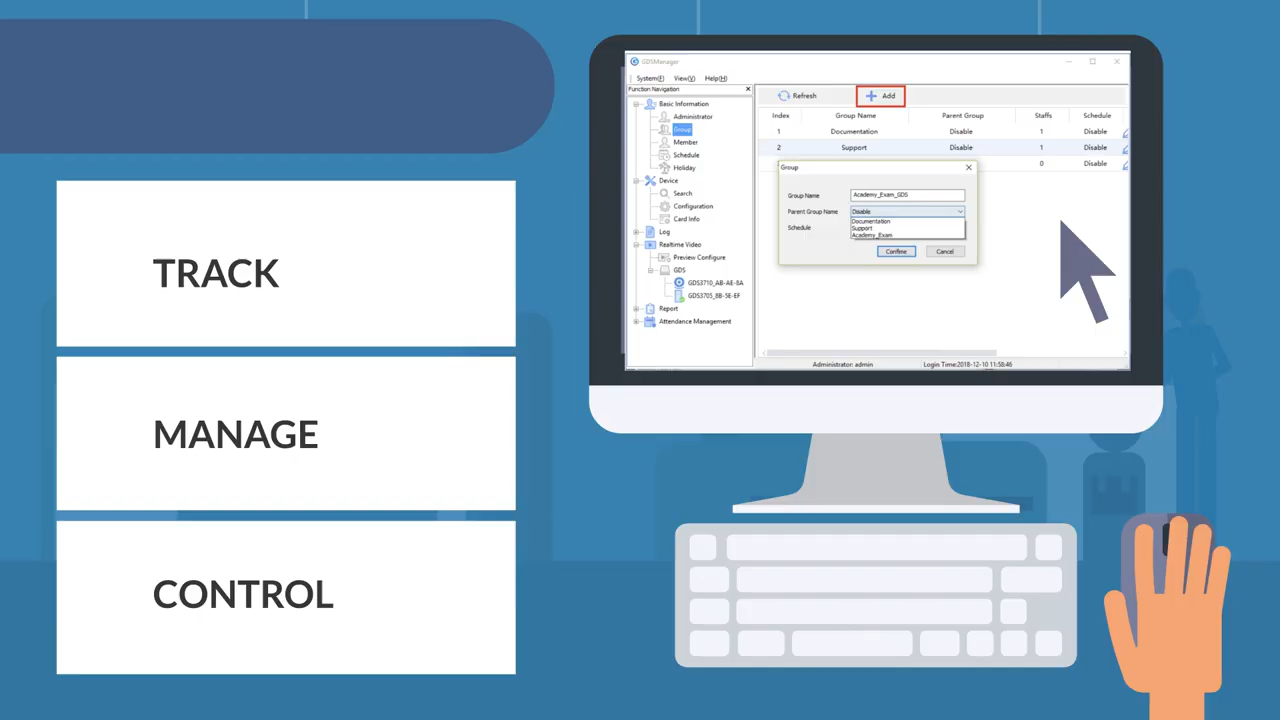 TRACK
MANAGE
CONTROL
GDSManager
System(F) View(V) Help(H)
Function Navigation
Basic Information
Administrator
Group
Member
Schedule
Holiday
Device
Search
Configuration
Card Info
Log
Realtime Video
Preview Configure
GDS
GDS3710_AB-AE-8A
GDS3705_BB-5E-EF
Report
Attendance Management
Refresh Add
Index Group Name Parent Group Staffs Schedule
1 Documentation Disable 1 Disable
2 Support Disable 1 Disable
0 Disable
Group
Group Name Academy_Exam_GDS
Parent Group Name Disable
Documentation
Schedule Support
Academy_Exam
Confime Cancel
Administrator: admin Login Time:2018-12-10 11:58:46